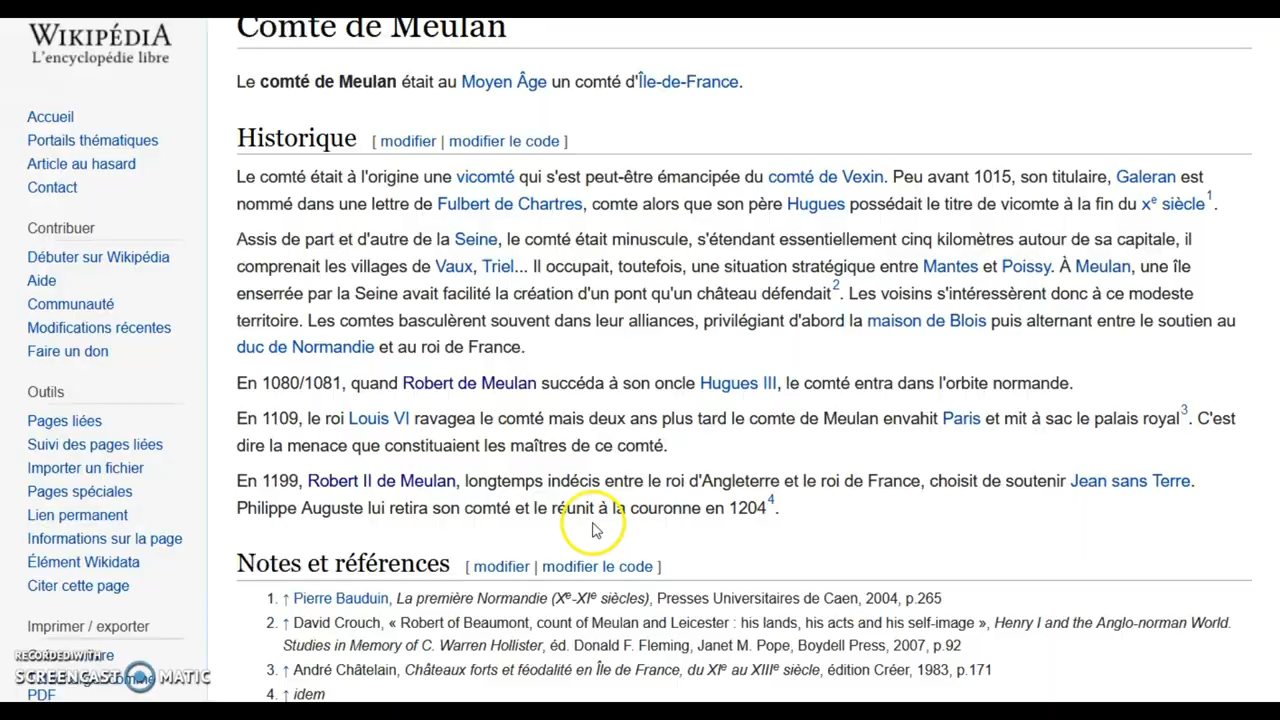 WIKIPÉDIA
L'encyclopédie libre
Accueil
Portails thématiques
Article au hasard
Contact
Contribuer
Débuter sur Wikipédia
Aide
Communauté
Modifications récentes
Faire un don
Outils
Pages liées
Suivi des pages liées
Importer un fichier
Pages spéciales
Lien permanent
Informations sur la page
Élément Wikidata
Citer cette page
Imprimer / exporter
RECORDED WITH
SCREENCAST MATIC
PDF
Comté de Meulan
Le comté de Meulan était au Moyen Âge un comté d'Île-de-France.
Historique [ modifier | modifier le code ]
Le comté était à l'origine une vicomté qui s'est peut-être émancipée du comté de Vexin. Peu avant 1015, son titulaire, Galeran est
nommé dans une lettre de Fulbert de Chartres, comte alors que son père Hugues possédait le titre de vicomte à la fin du xe siècle1.
Assis de part et d'autre de la Seine, le comté était minuscule, s'étendant essentiellement cinq kilomètres autour de sa capitale, il
comprenait les villages de Vaux, Triel... Il occupait, toutefois, une situation stratégique entre Mantes et Poissy. À Meulan, une île
enserrée par la Seine avait facilité la création d'un pont qu'un château défendait2. Les voisins s'intéressèrent donc à ce modeste
territoire. Les comtes basculèrent souvent dans leur alliances, privilégiant d'abord la maison de Blois puis alternant entre le soutien au
duc de Normandie et au roi de France.
En 1080/1081, quand Robert de Meulan succéda à son oncle Hugues III, le comté entra dans l'orbite normande.
En 1109, le roi Louis VI ravagea le comté mais deux ans plus tard le comte de Meulan envahit Paris et mit à sac le palais royal3. C'est
dire la menace que constituaient les maîtres de ce comté.
En 1199, Robert II de Meulan, longtemps indécis entre le roi d'Angleterre et le roi de France, choisit de soutenir Jean sans Terre.
Philippe Auguste lui retira son comté et le réunit à la couronne en 12044.
Notes et références [ modifier | modifier le code ]
1. ↑ Pierre Bauduin, La première Normandie (Xe-XIe siècles), Presses Universitaires de Caen, 2004, p.265
2. ↑ David Crouch, « Robert of Beaumont, count of Meulan and Leicester : his lands, his acts and his self-image », Henry I and the Anglo-norman World.
Studies in Memory of C. Warren Hollister, éd. Donald F. Fleming, Janet M. Pope, Boydell Press, 2007, p.92
3. ↑ André Châtelain, Châteaux forts et féodalité en Île de France, du XIe au XIIIe siècle, édition Créer, 1983, p.171
4. ↑ idem